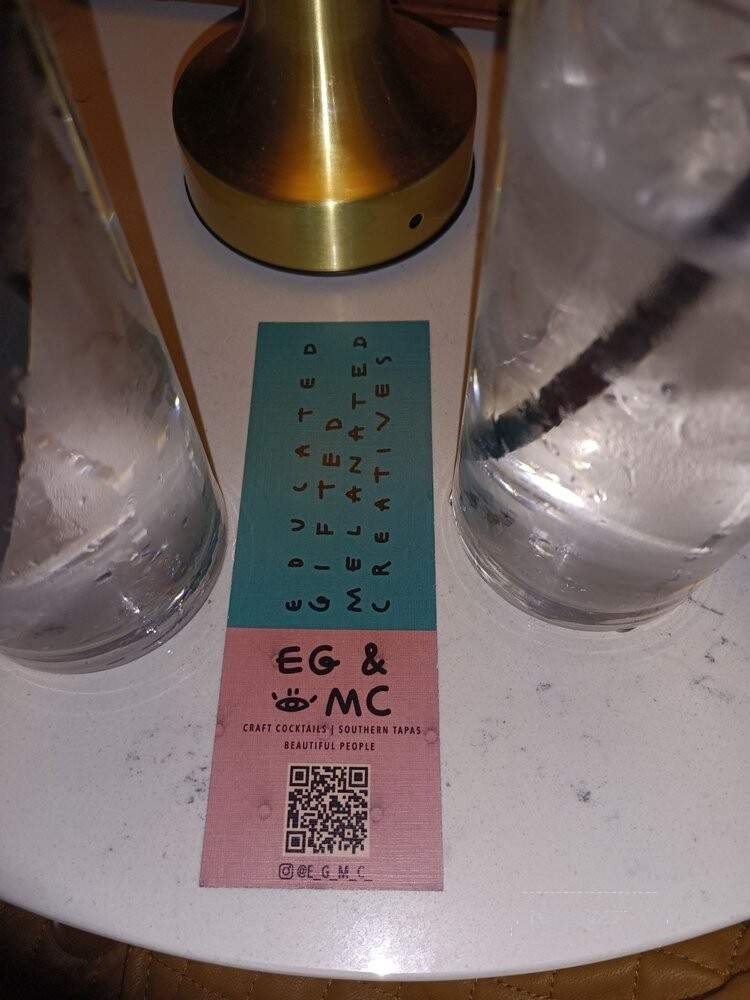 EDUCATED
GIFTED
MELANATED
CREATIVES
EG &
MC
CRAFT COCKTAILS | SOUTHERN TAPAS
BEAUTIFUL PEOPLE
@E_G_M_C_